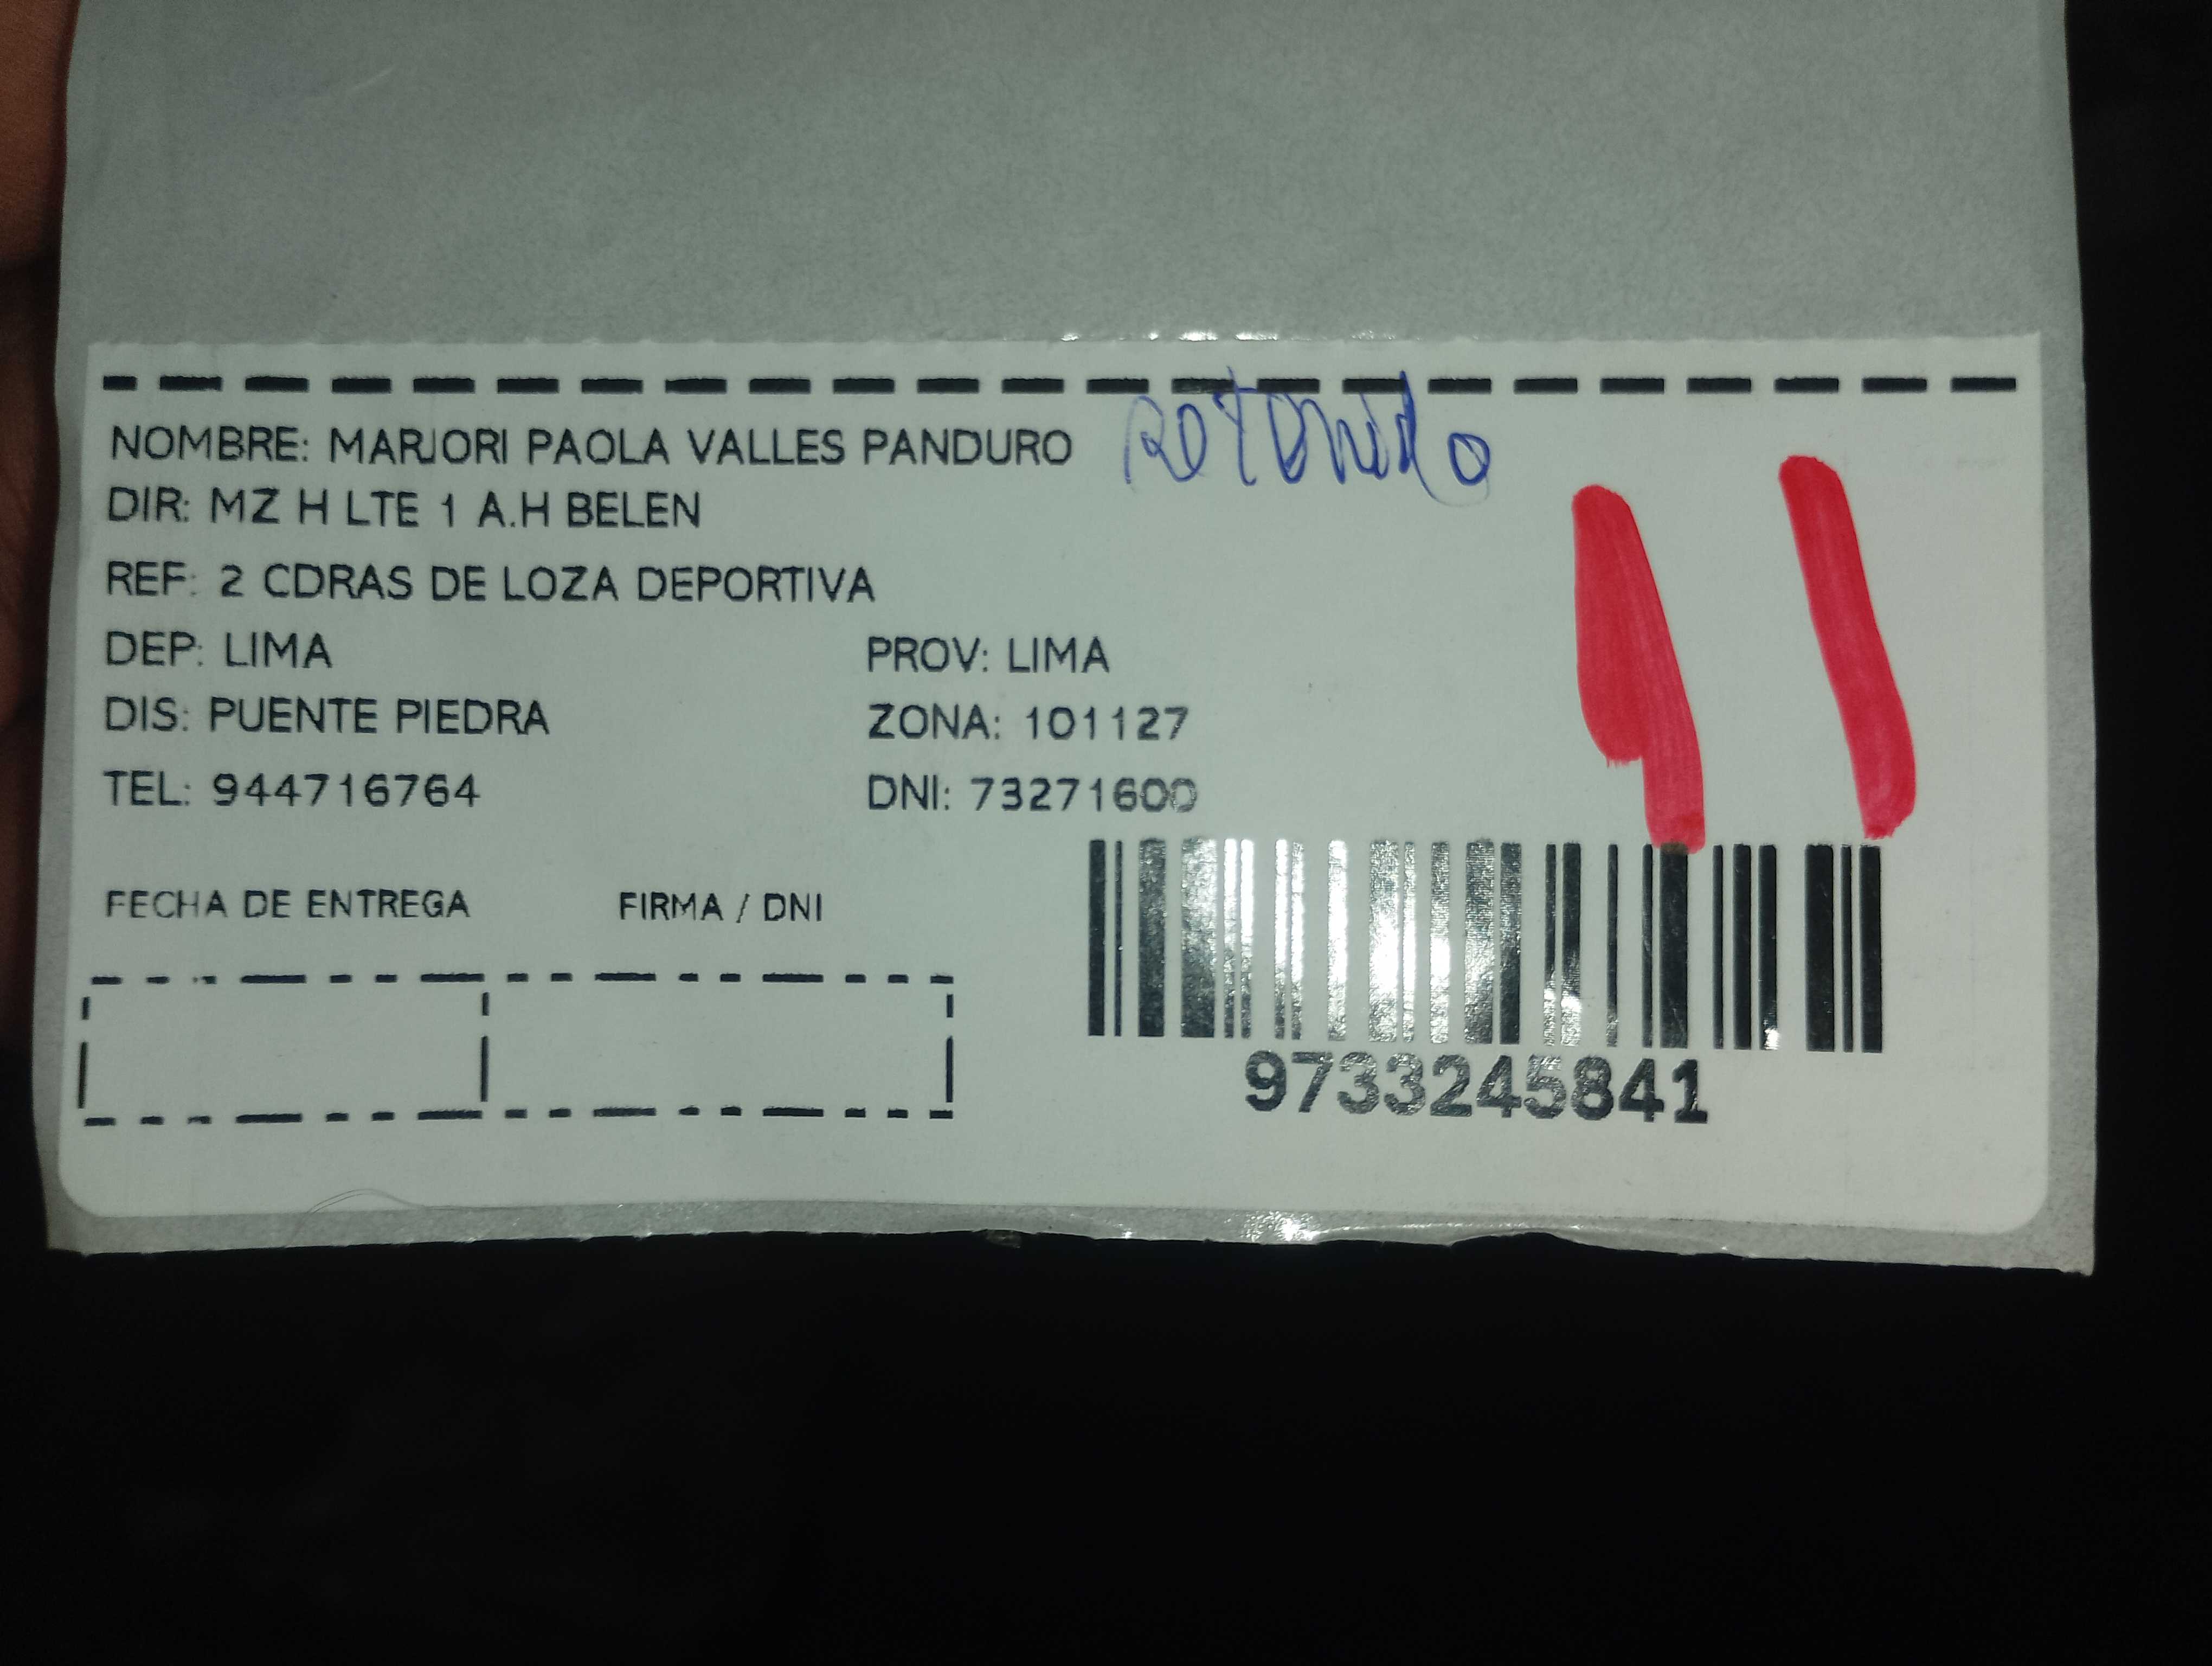 NOMBRE: MARJORI PAOLA VALLES PANDURO
DIR: MZ H LTE 1 A.H BELEN
REF: 2 CDRAS DE LOZA DEPORTIVA
DEP: LIMA PROV: LIMA
DIS: PUENTE PIEDRA ZONA: 101127
TEL: 944716764 DNI: 73271600
FECHA DE ENTREGA FIRMA / DNI
9733245841